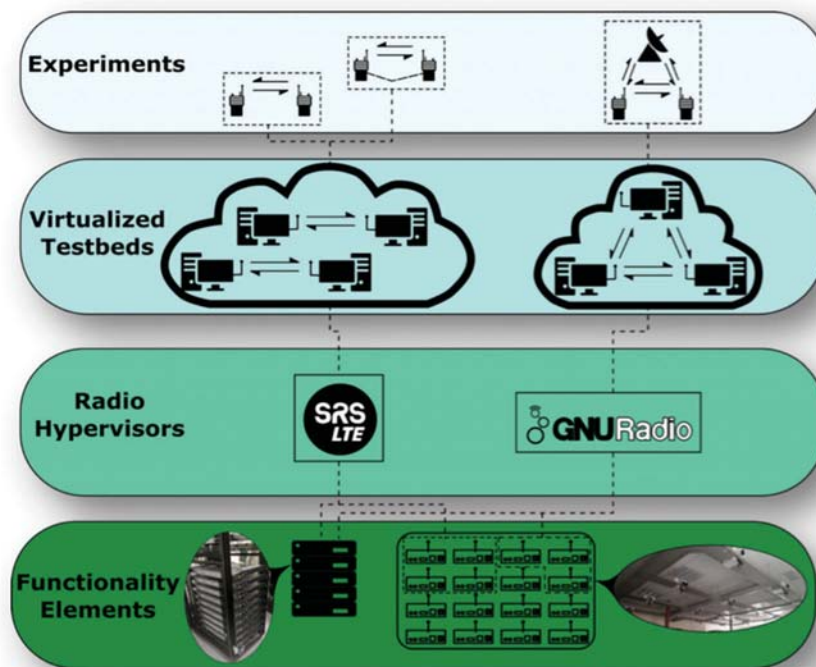 Experiments
Virtualized
Testbeds
Radio
Hypervisors
SRS
LTE
GNURadio
Functionality
Elements